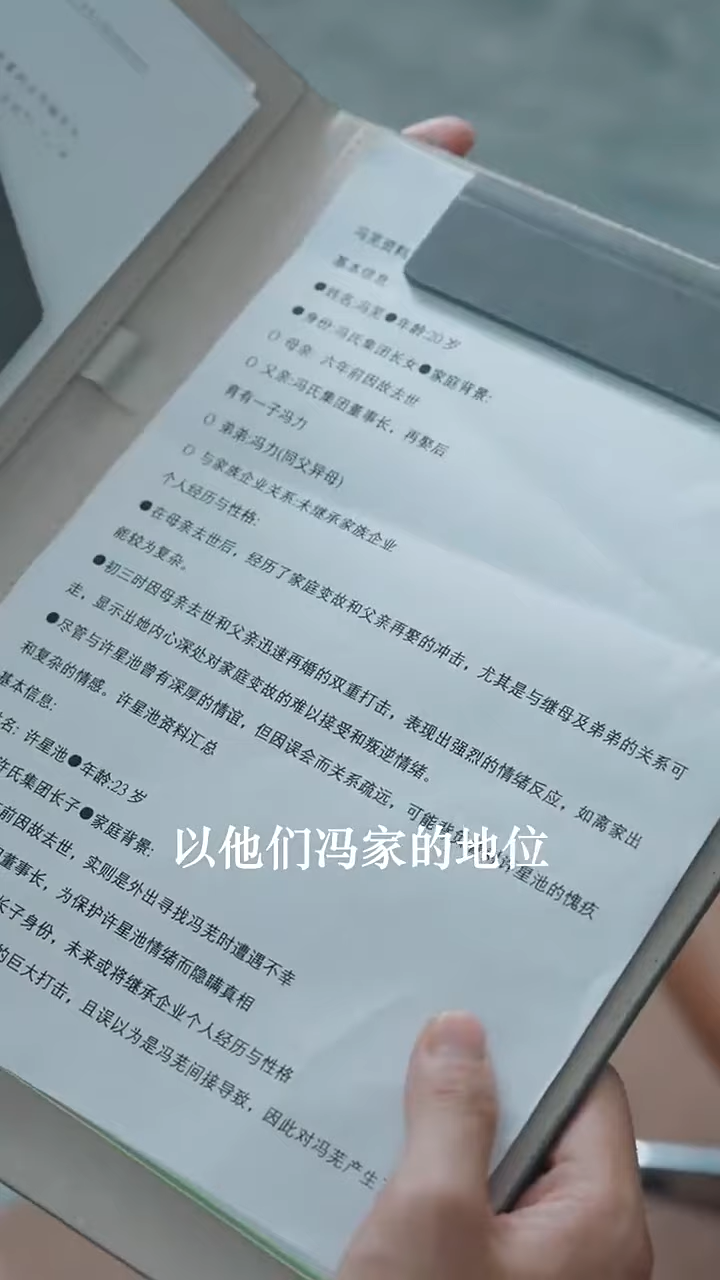 冯芜资料
基本信息
●姓名:冯芜●年龄:20岁
●身份:冯氏集团长女●家庭背景:
O 母亲: 六年前因故去世
O 父亲:冯氏集团董事长，再娶后
育有一子冯力
O 弟弟:冯力(同父异母)
O 与家族企业关系:未继承家族企业
个人经历与性格:
●在母亲去世后，经历了家庭变故和父亲再娶的冲击，尤其是与继母及弟弟的关系可
能较为复杂。
●初三时因母亲去世和父亲迅速再婚的双重打击，表现出强烈的情绪反应，如离家出
走，显示出她内心深处对家庭变故的难以接受和叛逆情绪。
●尽管与许星池曾有深厚的情谊，但因误会而关系疏远，可能 许星池的愧疚
和复杂的情感。许星池资料汇总
基本信息:
名: 许星池●年龄:23岁
许氏集团长子●家庭背景:
前因故去世，实则是外出寻找冯芜时遭遇不幸
董事长，为保护许星池情绪而隐瞒真相
长子身份，未来或将继承企业个人经历与性格
的巨大打击，且误以为是冯芜间接导致，因此对冯芜产生
以他们冯家的地位